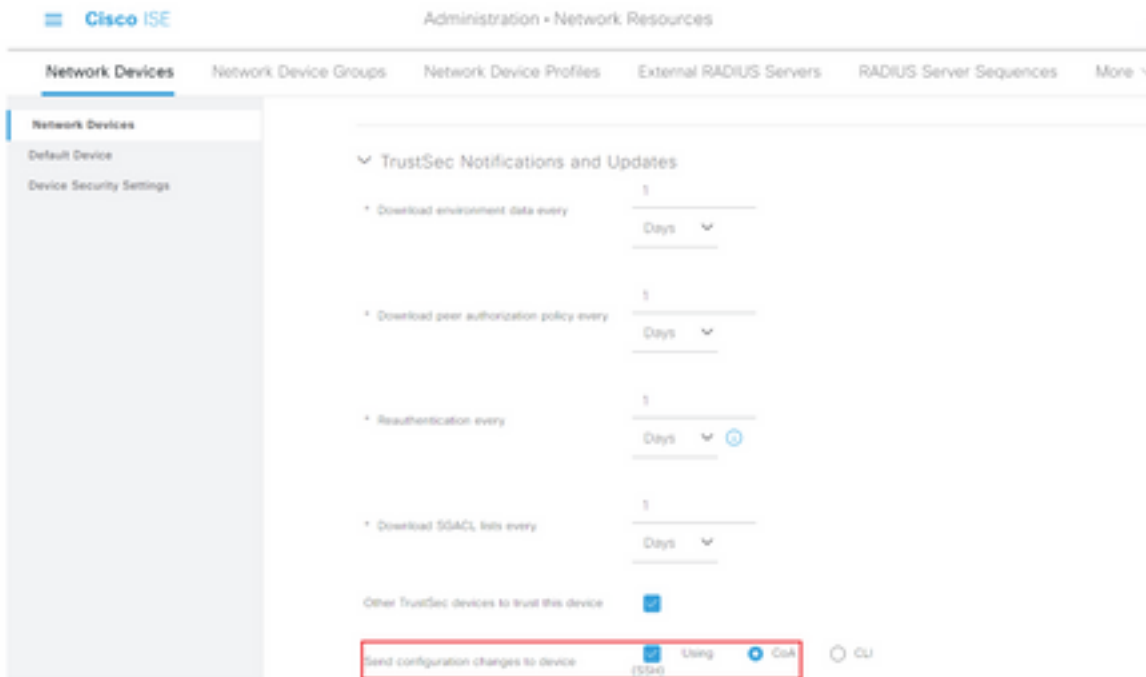 Cisco ISE
Administration • Network Resources
Network Devices
Network Device Groups
Network Device Profiles
External RADIUS Servers
RADIUS Server Sequences
More
Network Devices
Default Device
Device Security Settings
TrustSec Notifications and Updates
* Download environment data every
1
Days
* Download peer authorization policy every
1
Days
* Reauthentication every
1
Days
* Download SGACL lists every
1
Days
Other TrustSec devices to trust this device
Send configuration changes to device
Using
CoA
CLI
(SSH)